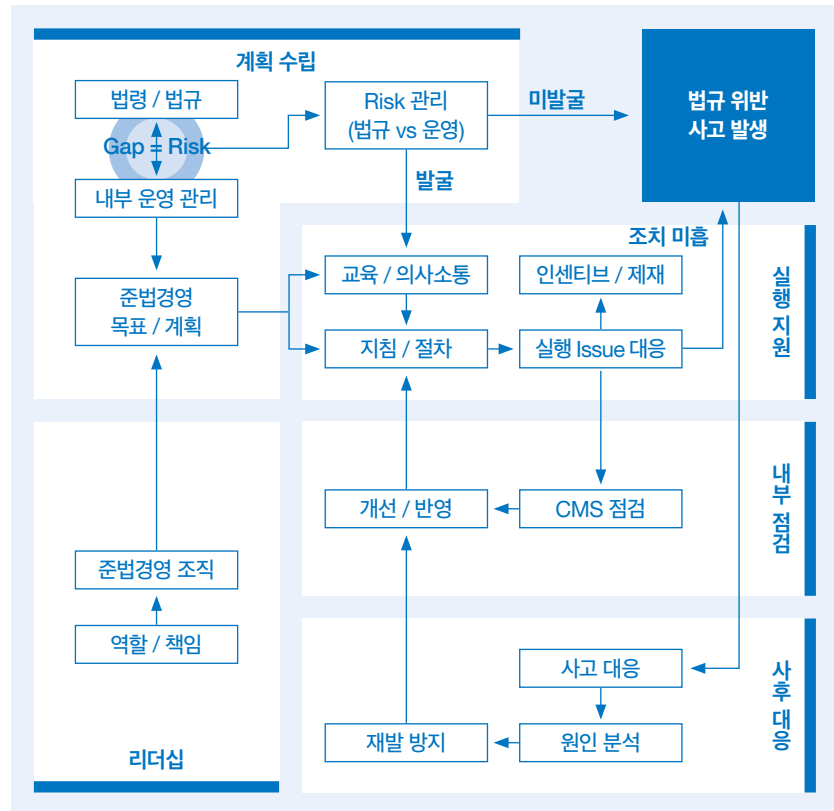 계획 수립
법령 / 법규
Gap = Risk
내부 운영 관리
Risk 관리
(법규 vs 운영)
미발굴
발굴
법규 위반
사고 발생
준법경영
목표 / 계획
조치 미흡
교육 / 의사소통
인센티브 / 제재
지침 / 절차
실행 Issue 대응
실행 지원
개선 / 반영
CMS 점검
내부 점검
준법경영 조직
역할 / 책임
리더십
사고 대응
재발 방지
원인 분석
사후 대응